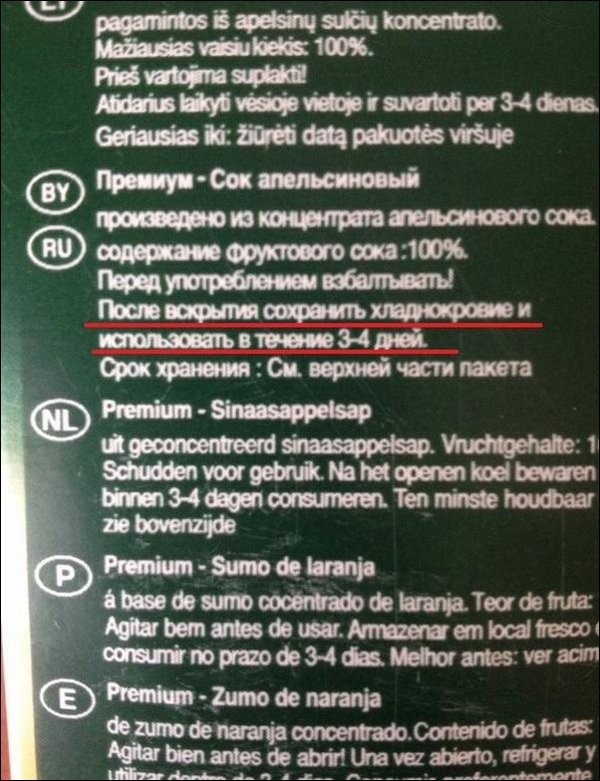 pagamintos iš apelsinų sulčių koncentrato.
Mažiausias vaisiu kiekis: 100%.
Prieš vartojima suplakti!
Atidarius laikyti vėsioje vietoje ir suvartoti per 3-4 dienas.
Geriausias iki: žiūrėti datą pakuotės viršuje
BY Премиум - Сок апельсиновый
произведено из концентрата апельсинового сока.
RU содержание фруктового сока :100%.
Перед употреблением взбалтывать!
После вскрытия сохранить хладнокровие и
использовать в течение 3-4 дней.
Срок хранения : См. верхней части пакета
NL Premium - Sinaasappelsap
uit geconcentreerd sinaasappelsap. Vruchtgehalte:
Schudden voor gebruik. Na het openen koel bewaren
binnen 3-4 dagen consumeren. Ten minste houdbaar
zie bovenzijde
P Premium - Sumo de laranja
á base de sumo cocentrado de laranja. Teor de fruta:
Agitar bem antes de usar. Armazenar em local fresco
consumir no prazo de 3-4 dias. Melhor antes: ver acim
E Premium - Zumo de naranja
de zumo de naranja concentrado. Contenido de frutas:
Agitar bien antes de abrir! Una vez abierto, refrigerar y